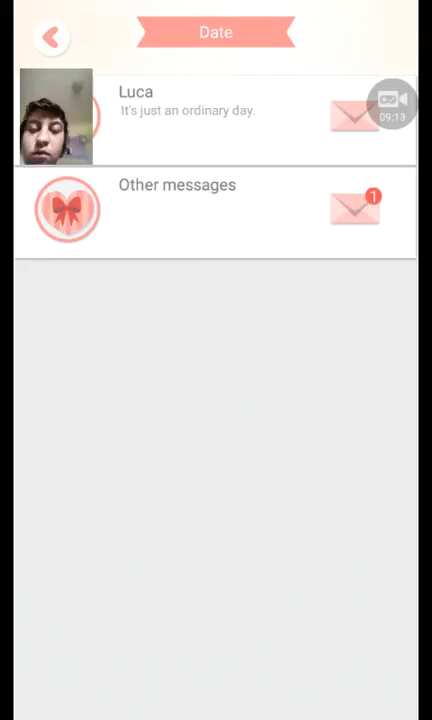 Date
Luca
It's just an ordinary day.
09:13
Other messages
1